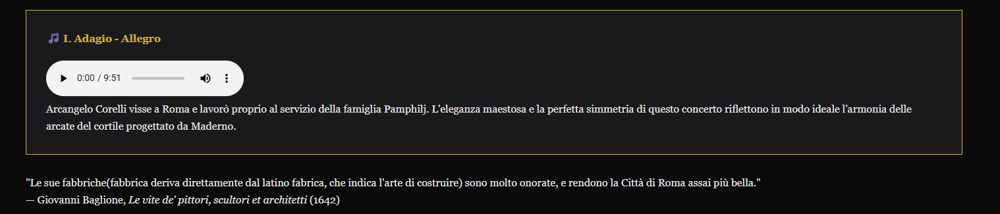 🎵 I. Adagio - Allegro
0:00 / 9:51
Arcangelo Corelli visse a Roma e lavorò proprio al servizio della famiglia Pamphilj. L'eleganza maestosa e la perfetta simmetria di questo concerto riflettono in modo ideale l'armonia delle
arcate del cortile progettato da Maderno.
"Le sue fabbriche(fabbrica deriva direttamente dal latino fabrica, che indica l'arte di costruire) sono molto onorate, e rendono la Città di Roma assai più bella."
— Giovanni Baglione, Le vite de' pittori, scultori et architetti (1642)